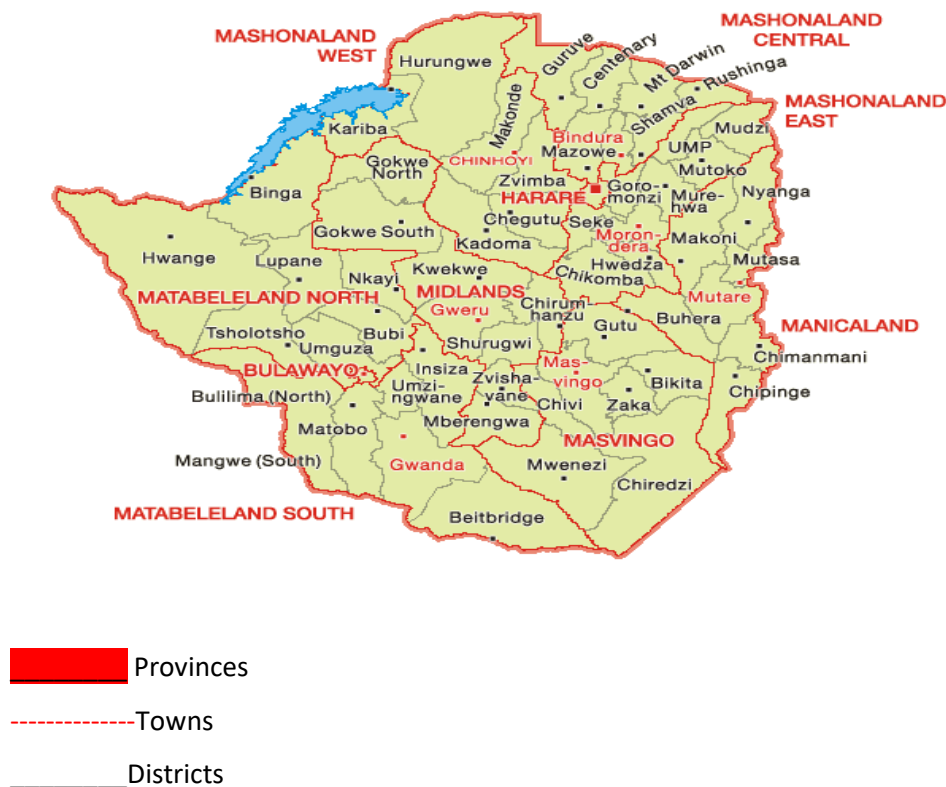 MASHONALAND
WEST
MASHONALAND
CENTRAL
MASHONALAND
EAST
Hurungwe
Guruve
Centenary
Mt Darwin
Rushinga
Shamva
Makonde
Kariba
Bindura
Mudzi
CHINHOYI
Mazowe
UMP
Mutoko
Gokwe
North
Zvimba
Binga
HARARE
Goro-
monzi
Mure-
hwa
Nyanga
Chegutu
Seke
Gokwe South
Kadoma
Moron-
dera
Makoni
Hwange
Lupane
Nkayi
Kwekwe
Hwedza
Chikomba
Mutasa
MATABELELAND NORTH
MIDLANDS
Gweru
Chirum-
hanzu
Mutare
Gutu
Buhera
MANICALAND
Tsholotsho
Bubi
Umguza
Shurugwi
Chimanmani
BULAWAYO
Insiza
Mas-
vingo
Bikita
Chipinge
Bulilima (North)
Umzi-
ngwane
Zvisha-
vane
Chivi
Zaka
Matobo
Mberengwa
MASVINGO
Mangwe (South)
Gwanda
Mwenezi
Chiredzi
MATABELELAND SOUTH
Beitbridge
Provinces
Towns
Districts